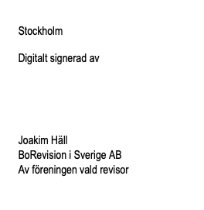 Stockholm
Digitalt signerad av
Joakim Häll
BoRevision i Sverige AB
Av föreningen vald revisor